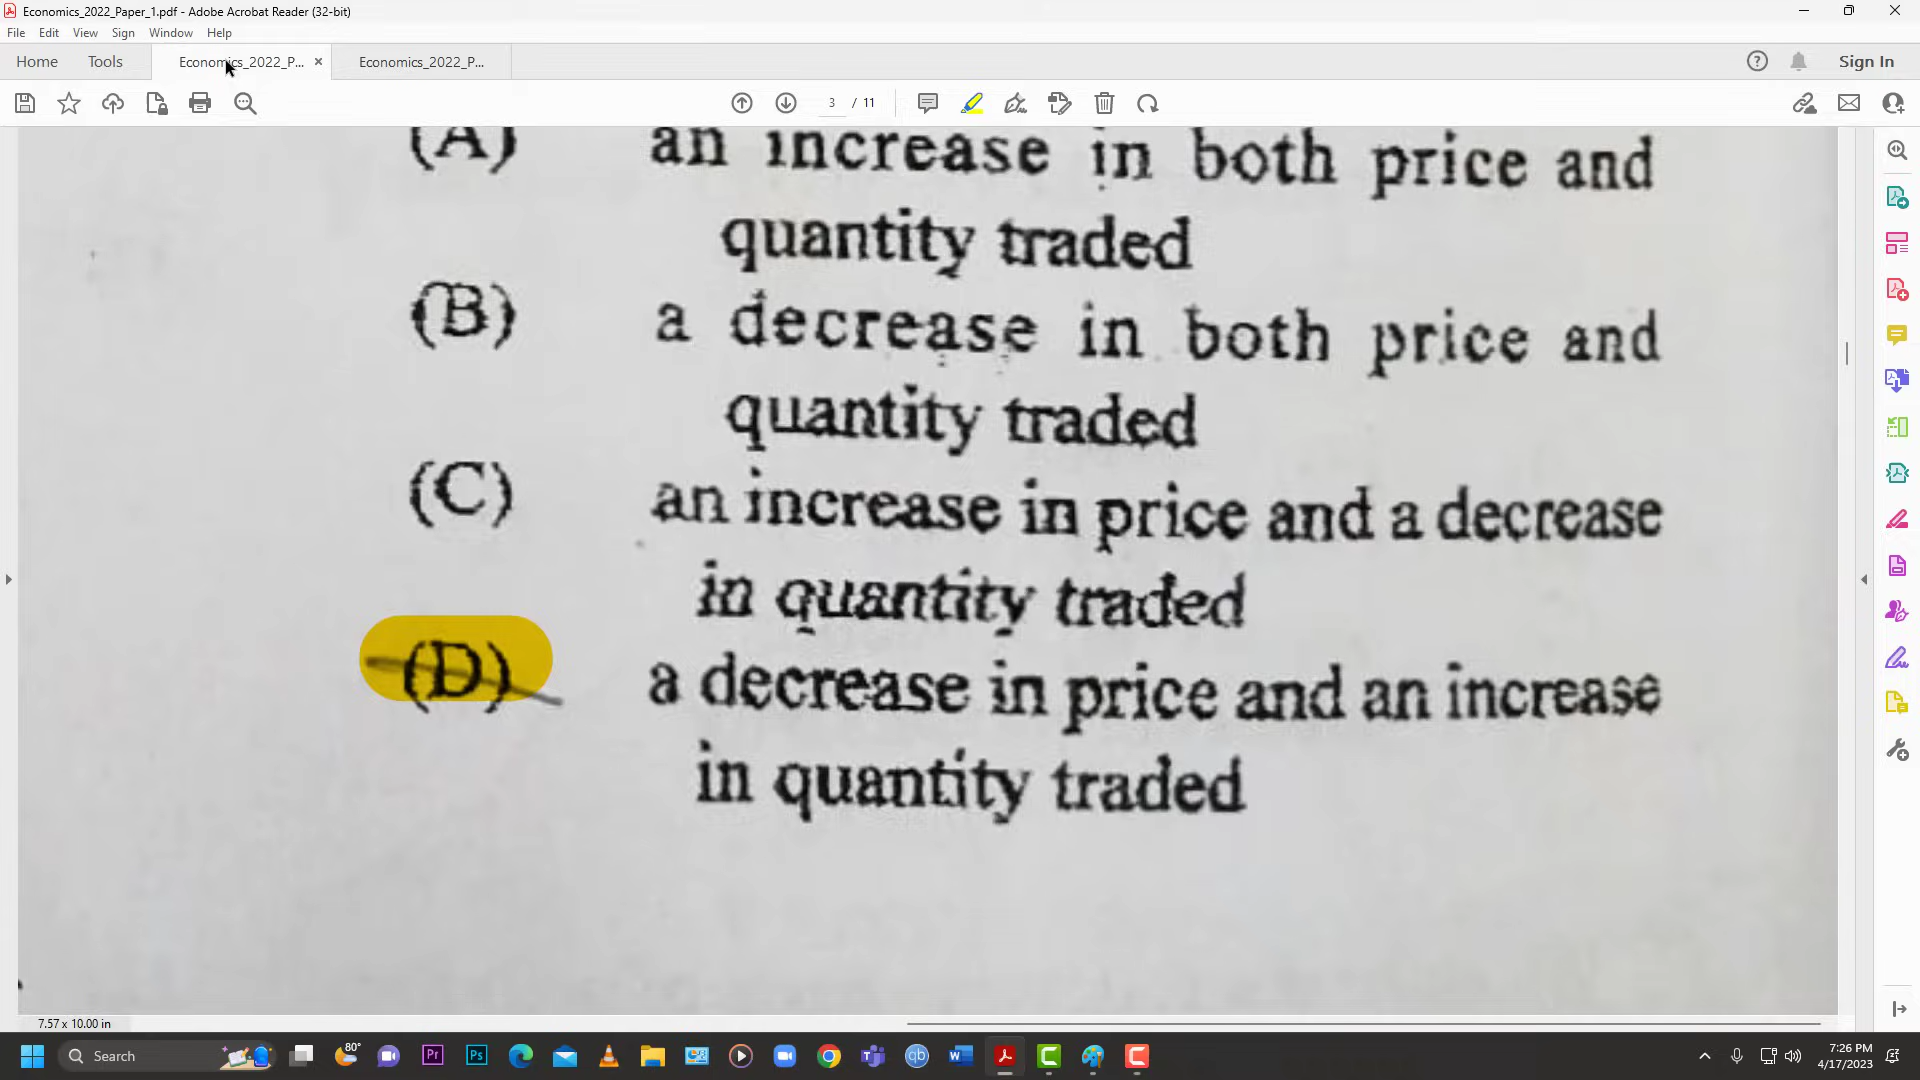 Economics_2022_Paper_1.pdf - Adobe Acrobat Reader (32-bit)
File Edit View Sign Window Help
Home Tools Economics_2022_P... × Economics_2022_P... Sign In
3 / 11
(A) an increase in both price and
quantity traded
(B) a decrease in both price and
quantity traded
(C) an increase in price and a decrease
in quantity traded
(D) a decrease in price and an increase
in quantity traded
7.57 x 10.00 in
80°
Search
Pr
Ps
qb
W
7:26 PM
4/17/2023